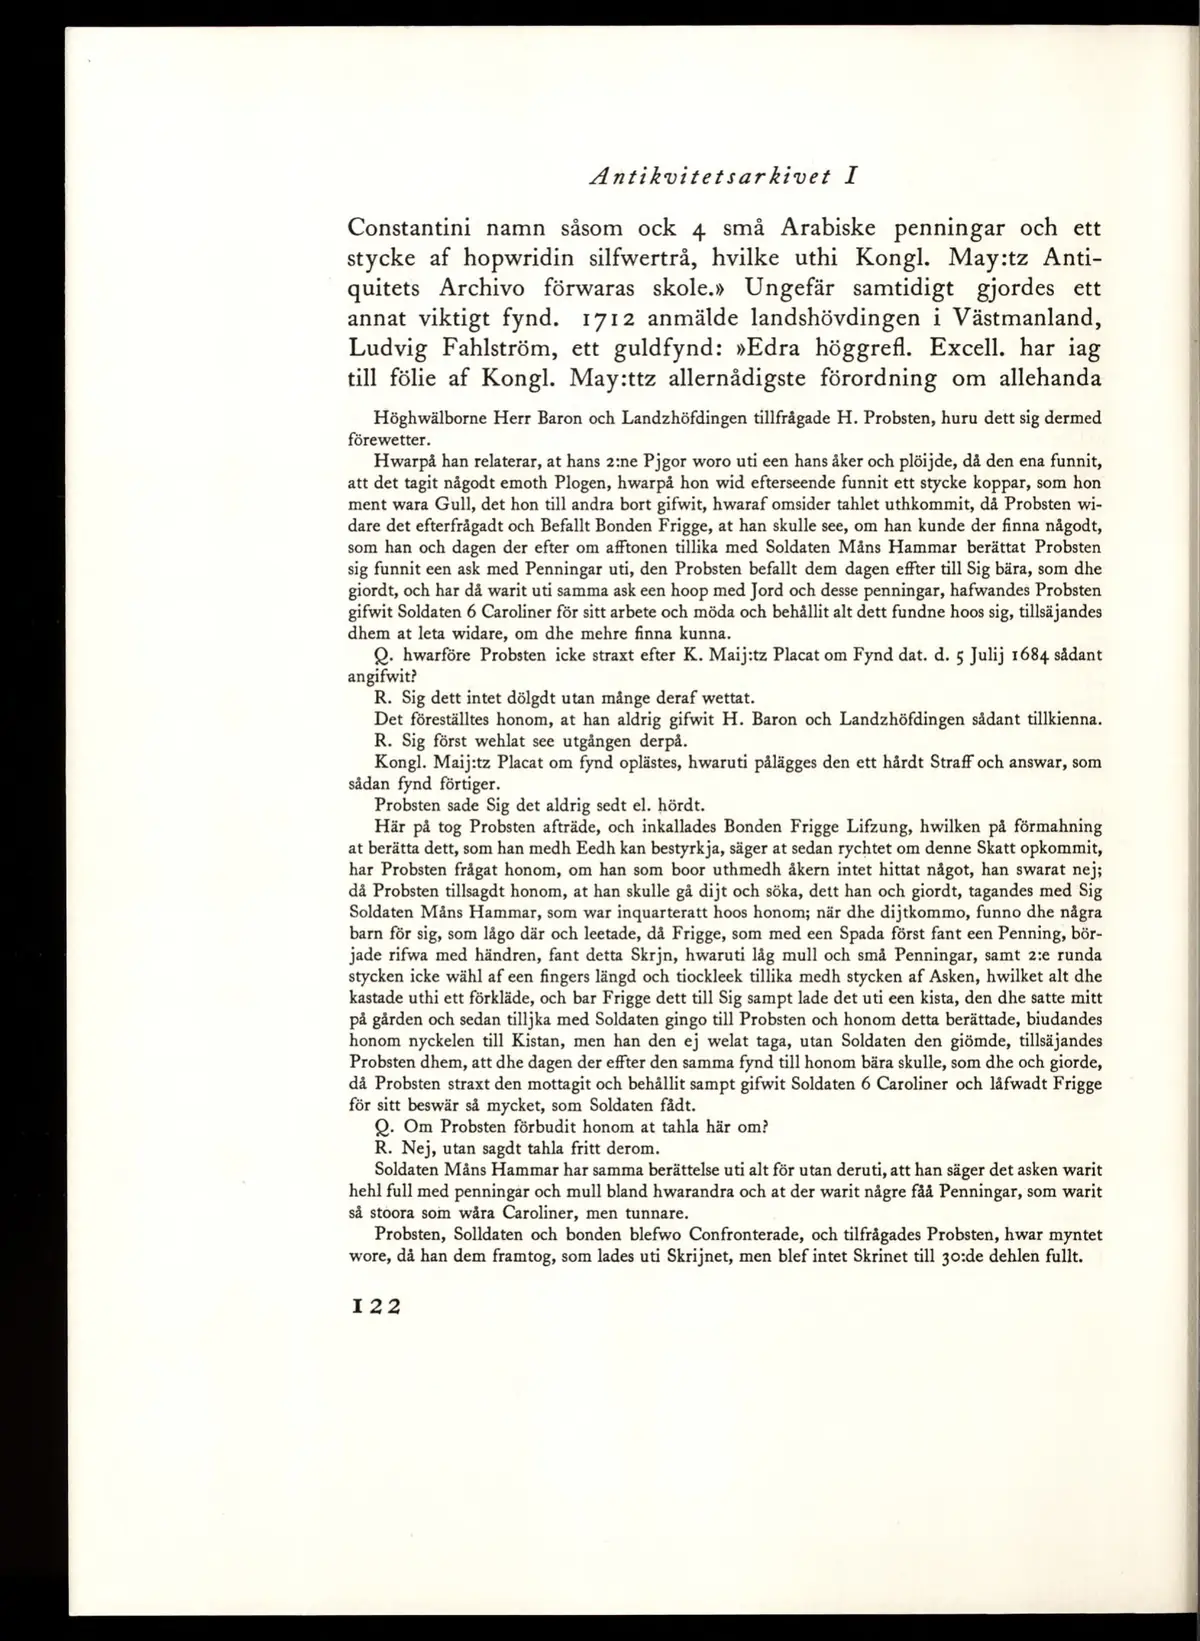 Antikvitetsarkivet I
Constantini namn såsom ock 4 små Arabiske penningar och ett
stycke af hopwridin silfwertrå, hvilke uthi Kongl. May:tz Anti-
quitets Archivo förwaras skole.» Ungefär samtidigt gjordes ett
annat viktigt fynd. 1712 anmälde landshövdingen i Västmanland,
Ludvig Fahlström, ett guldfynd: »Edra höggrefl. Excell. har iag
till fölie af Kongl. May:ttz allernådigste förordning om allehanda
Höghwälborne Herr Baron och Landzhöfdingen tillfrågade H. Probsten, huru dett sig dermed
förewetter.
Hwarpå han relaterar, at hans 2:ne Pjgor woro uti een hans åker och plöijde, då den ena funnit,
att det tagit någodt emoth Plogen, hwarpå hon wid efterseende funnit ett stycke koppar, som hon
ment wara Gull, det hon till andra bort gifwit, hwaraf omsider tahlet uthkommit, då Probsten wi-
dare det efterfrågadt och Befallt Bonden Frigge, at han skulle see, om han kunde der finna någodt,
som han och dagen der efter om afftonen tillika med Soldaten Måns Hammar berättat Probsten
sig funnit een ask med Penningar uti, den Probsten befallt dem dagen effter till Sig bära, som dhe
giordt, och har då warit uti samma ask een hoop med Jord och desse penningar, hafwandes Probsten
gifwit Soldaten 6 Caroliner för sitt arbete och möda och behållit alt dett fundne hoos sig, tillsäjandes
dhem at leta widare, om dhe mehre finna kunna.
Q. hwarföre Probsten icke straxt efter K. Maij:tz Placat om Fynd dat. d. 5 Julij 1684 sådant
angifwit?
R. Sig dett intet dölgdt utan månge deraf wettat.
Det föreställtes honom, at han aldrig gifwit H. Baron och Landzhöfdingen sådant tillkienna.
R. Sig först wehlat see utgången derpå.
Kongl. Maij:tz Placat om fynd oplästes, hwaruti pålägges den ett hårdt Straff och answar, som
sådan fynd förtiger.
Probsten sade Sig det aldrig sedt el. hördt.
Här på tog Probsten afträde, och inkallades Bonden Frigge Lifzung, hwilken på förmahning
at berätta dett, som han medh Eedh kan bestyrkja, säger at sedan rychtet om denne Skatt opkommit,
har Probsten frågat honom, om han som boor uthmedh åkern intet hittat något, han swarat nej;
då Probsten tillsagdt honom, at han skulle gå dijt och söka, dett han och giordt, tagandes med Sig
Soldaten Måns Hammar, som war inquarteratt hoos honom; när dhe dijtkommo, funno dhe några
barn för sig, som lågo där och leetade, då Frigge, som med een Spada först fant een Penning, bör-
jade rifwa med händren, fant detta Skrjn, hwaruti låg mull och små Penningar, samt 2:e runda
stycken icke wähl af een fingers längd och tiockleek tillika medh stycken af Asken, hwilket alt dhe
kastade uthi ett förkläde, och bar Frigge dett till Sig sampt lade det uti een kista, den dhe satte mitt
på gården och sedan tilljka med Soldaten gingo till Probsten och honom detta berättade, biudandes
honom nyckelen till Kistan, men han den ej welat taga, utan Soldaten den giömde, tillsäjandes
Probsten dhem, att dhe dagen der effter den samma fynd till honom bära skulle, som dhe och giorde,
då Probsten straxt den mottagit och behållit sampt gifwit Soldaten 6 Caroliner och låfwadt Frigge
för sitt beswär så mycket, som Soldaten fådt.
Q. Om Probsten förbudit honom at tahla här om?
R. Nej, utan sagdt tahla fritt derom.
Soldaten Måns Hammar har samma berättelse uti alt för utan deruti, att han säger det asken warit
hehl full med penningar och mull bland hwarandra och at der warit någre fåå Penningar, som warit
så stoora som wåra Caroliner, men tunnare.
Probsten, Solldaten och bonden blefwo Confronterade, och tilfrågades Probsten, hwar myntet
wore, då han dem framtog, som lades uti Skrijnet, men blef intet Skrinet till 30:de dehlen fullt.
122